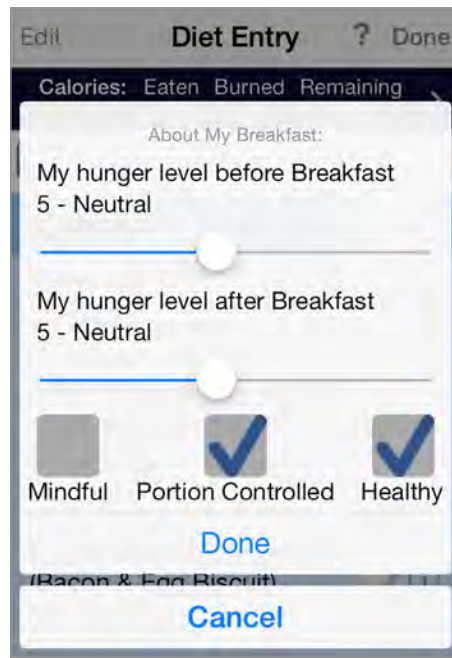 Edit Diet Entry ? Done
Calories: Eaten Burned Remaining
About My Breakfast:
My hunger level before Breakfast
5 - Neutral
My hunger level after Breakfast
5 - Neutral
Mindful Portion Controlled Healthy
Done
(Bacon & Egg Biscuit)
Cancel